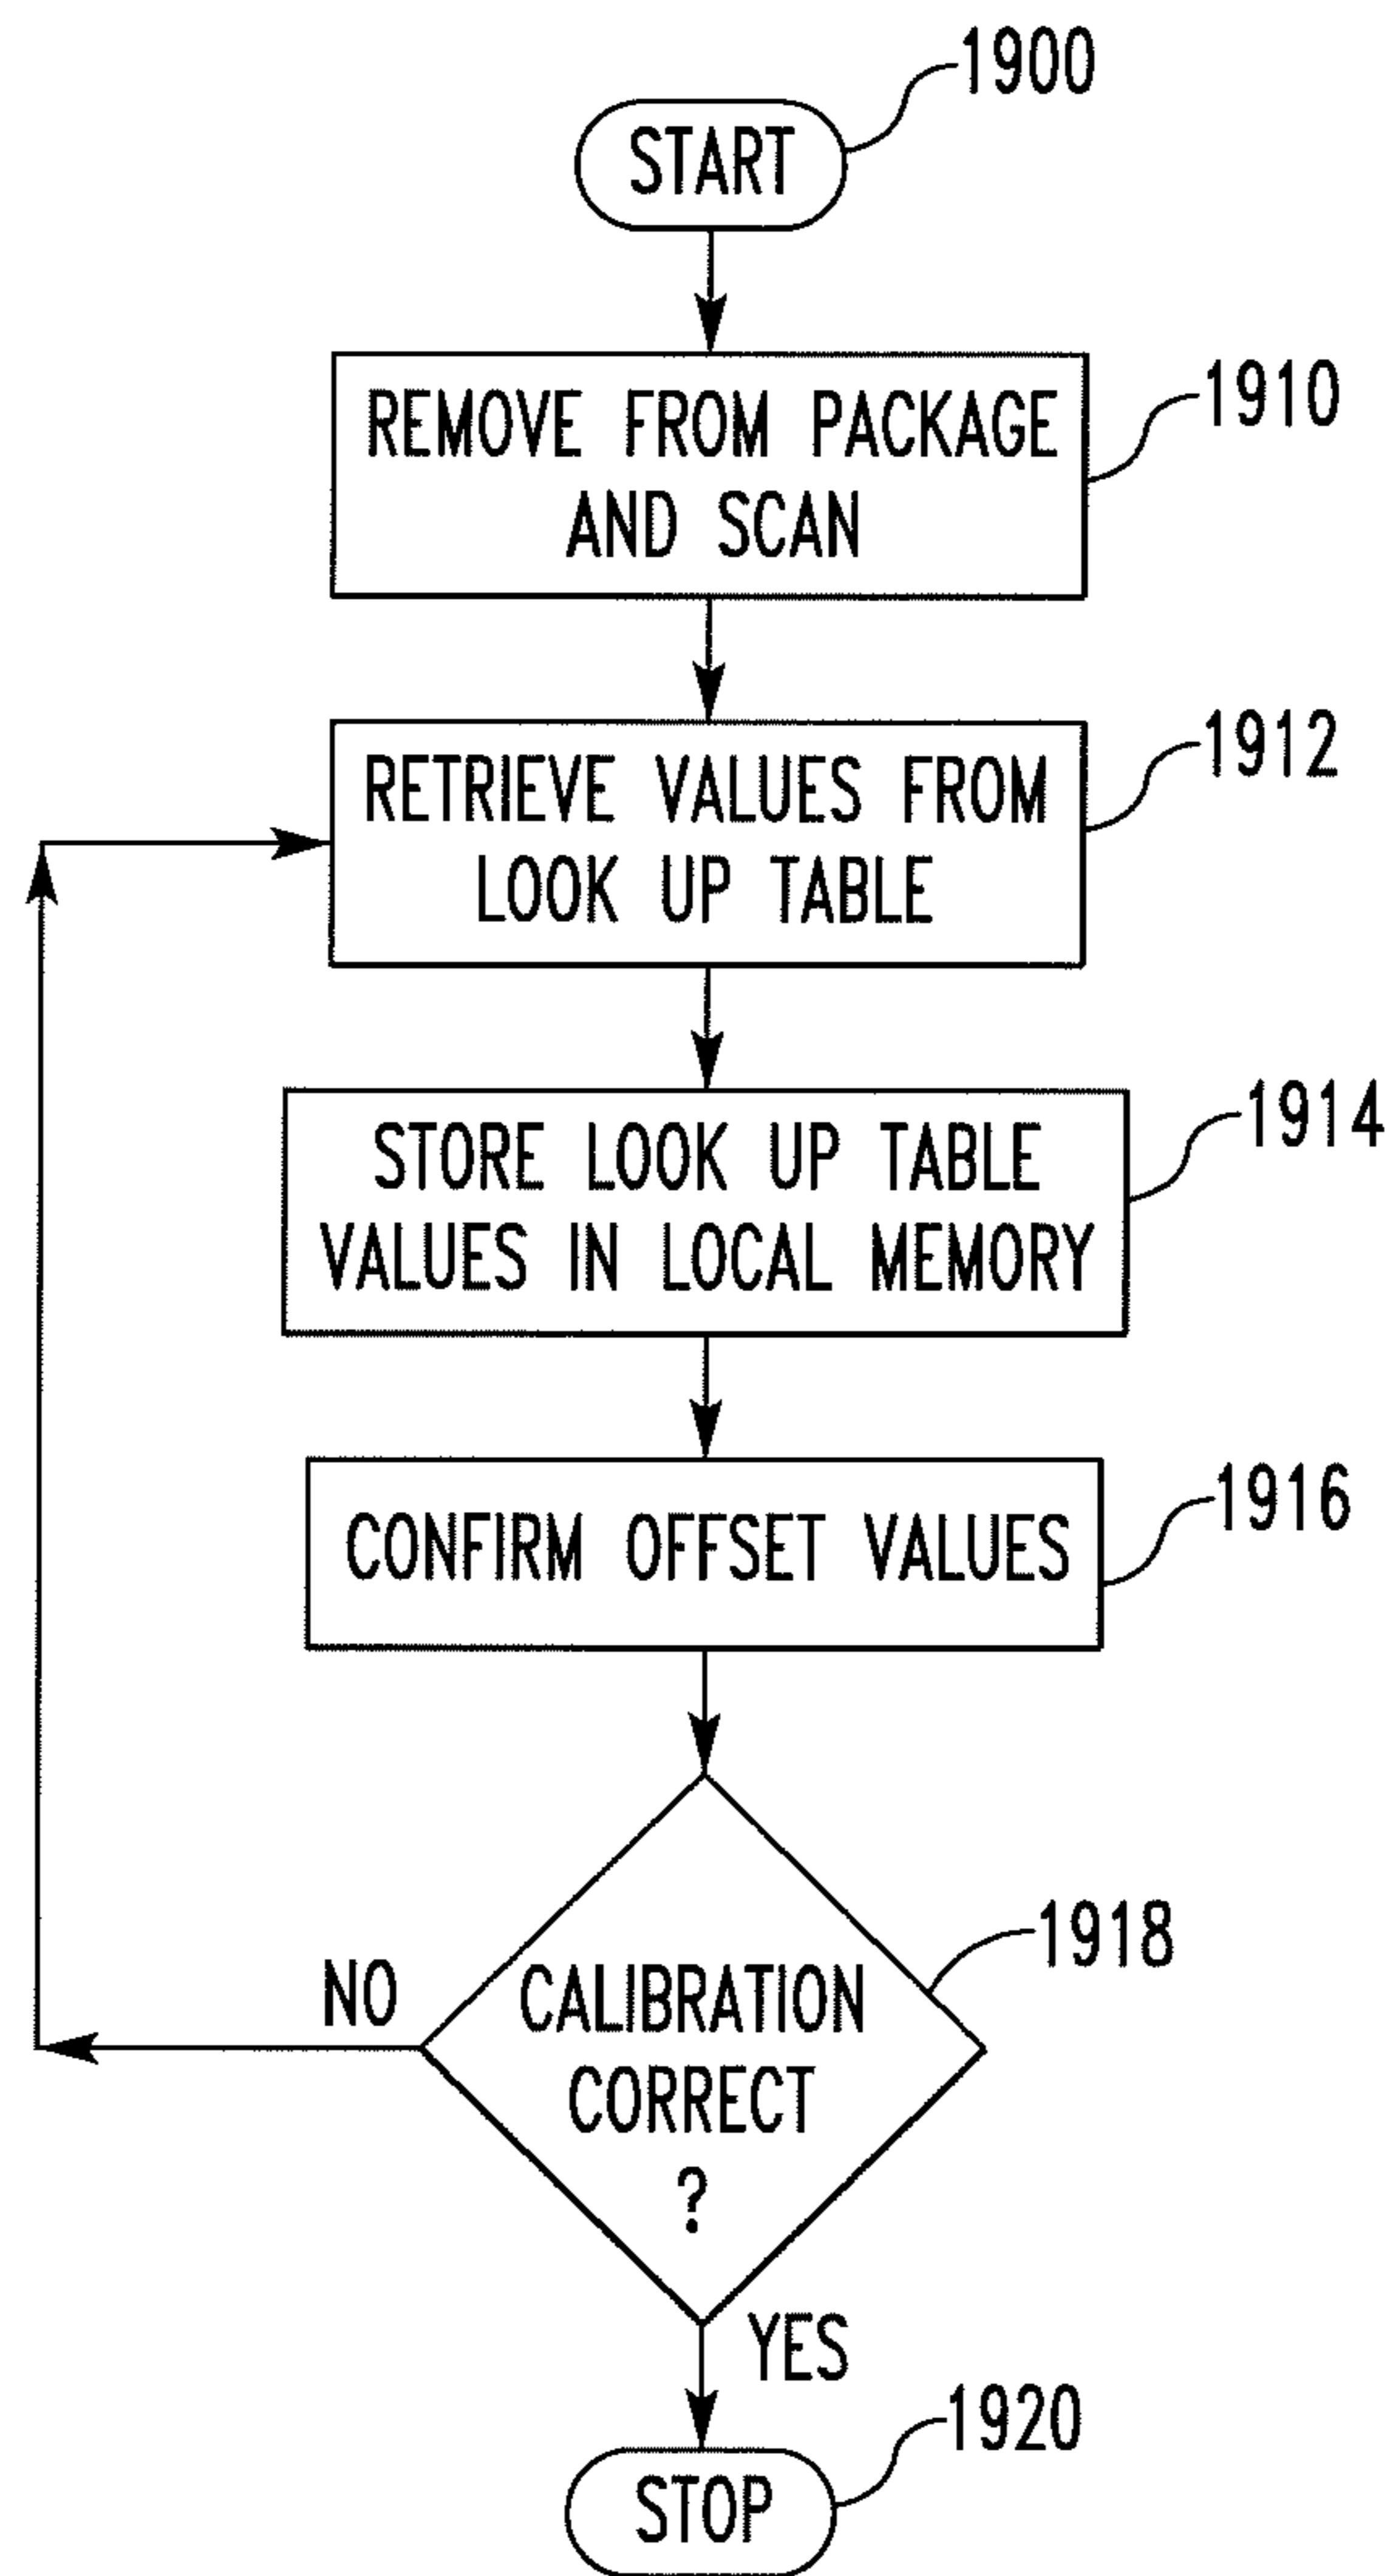 1900
START
1910
REMOVE FROM PACKAGE
AND SCAN
1912
RETRIEVE VALUES FROM
LOOK UP TABLE
1914
STORE LOOK UP TABLE
VALUES IN LOCAL MEMORY
1916
CONFIRM OFFSET VALUES
1918
NO
CALIBRATION
CORRECT
?
YES
1920
STOP